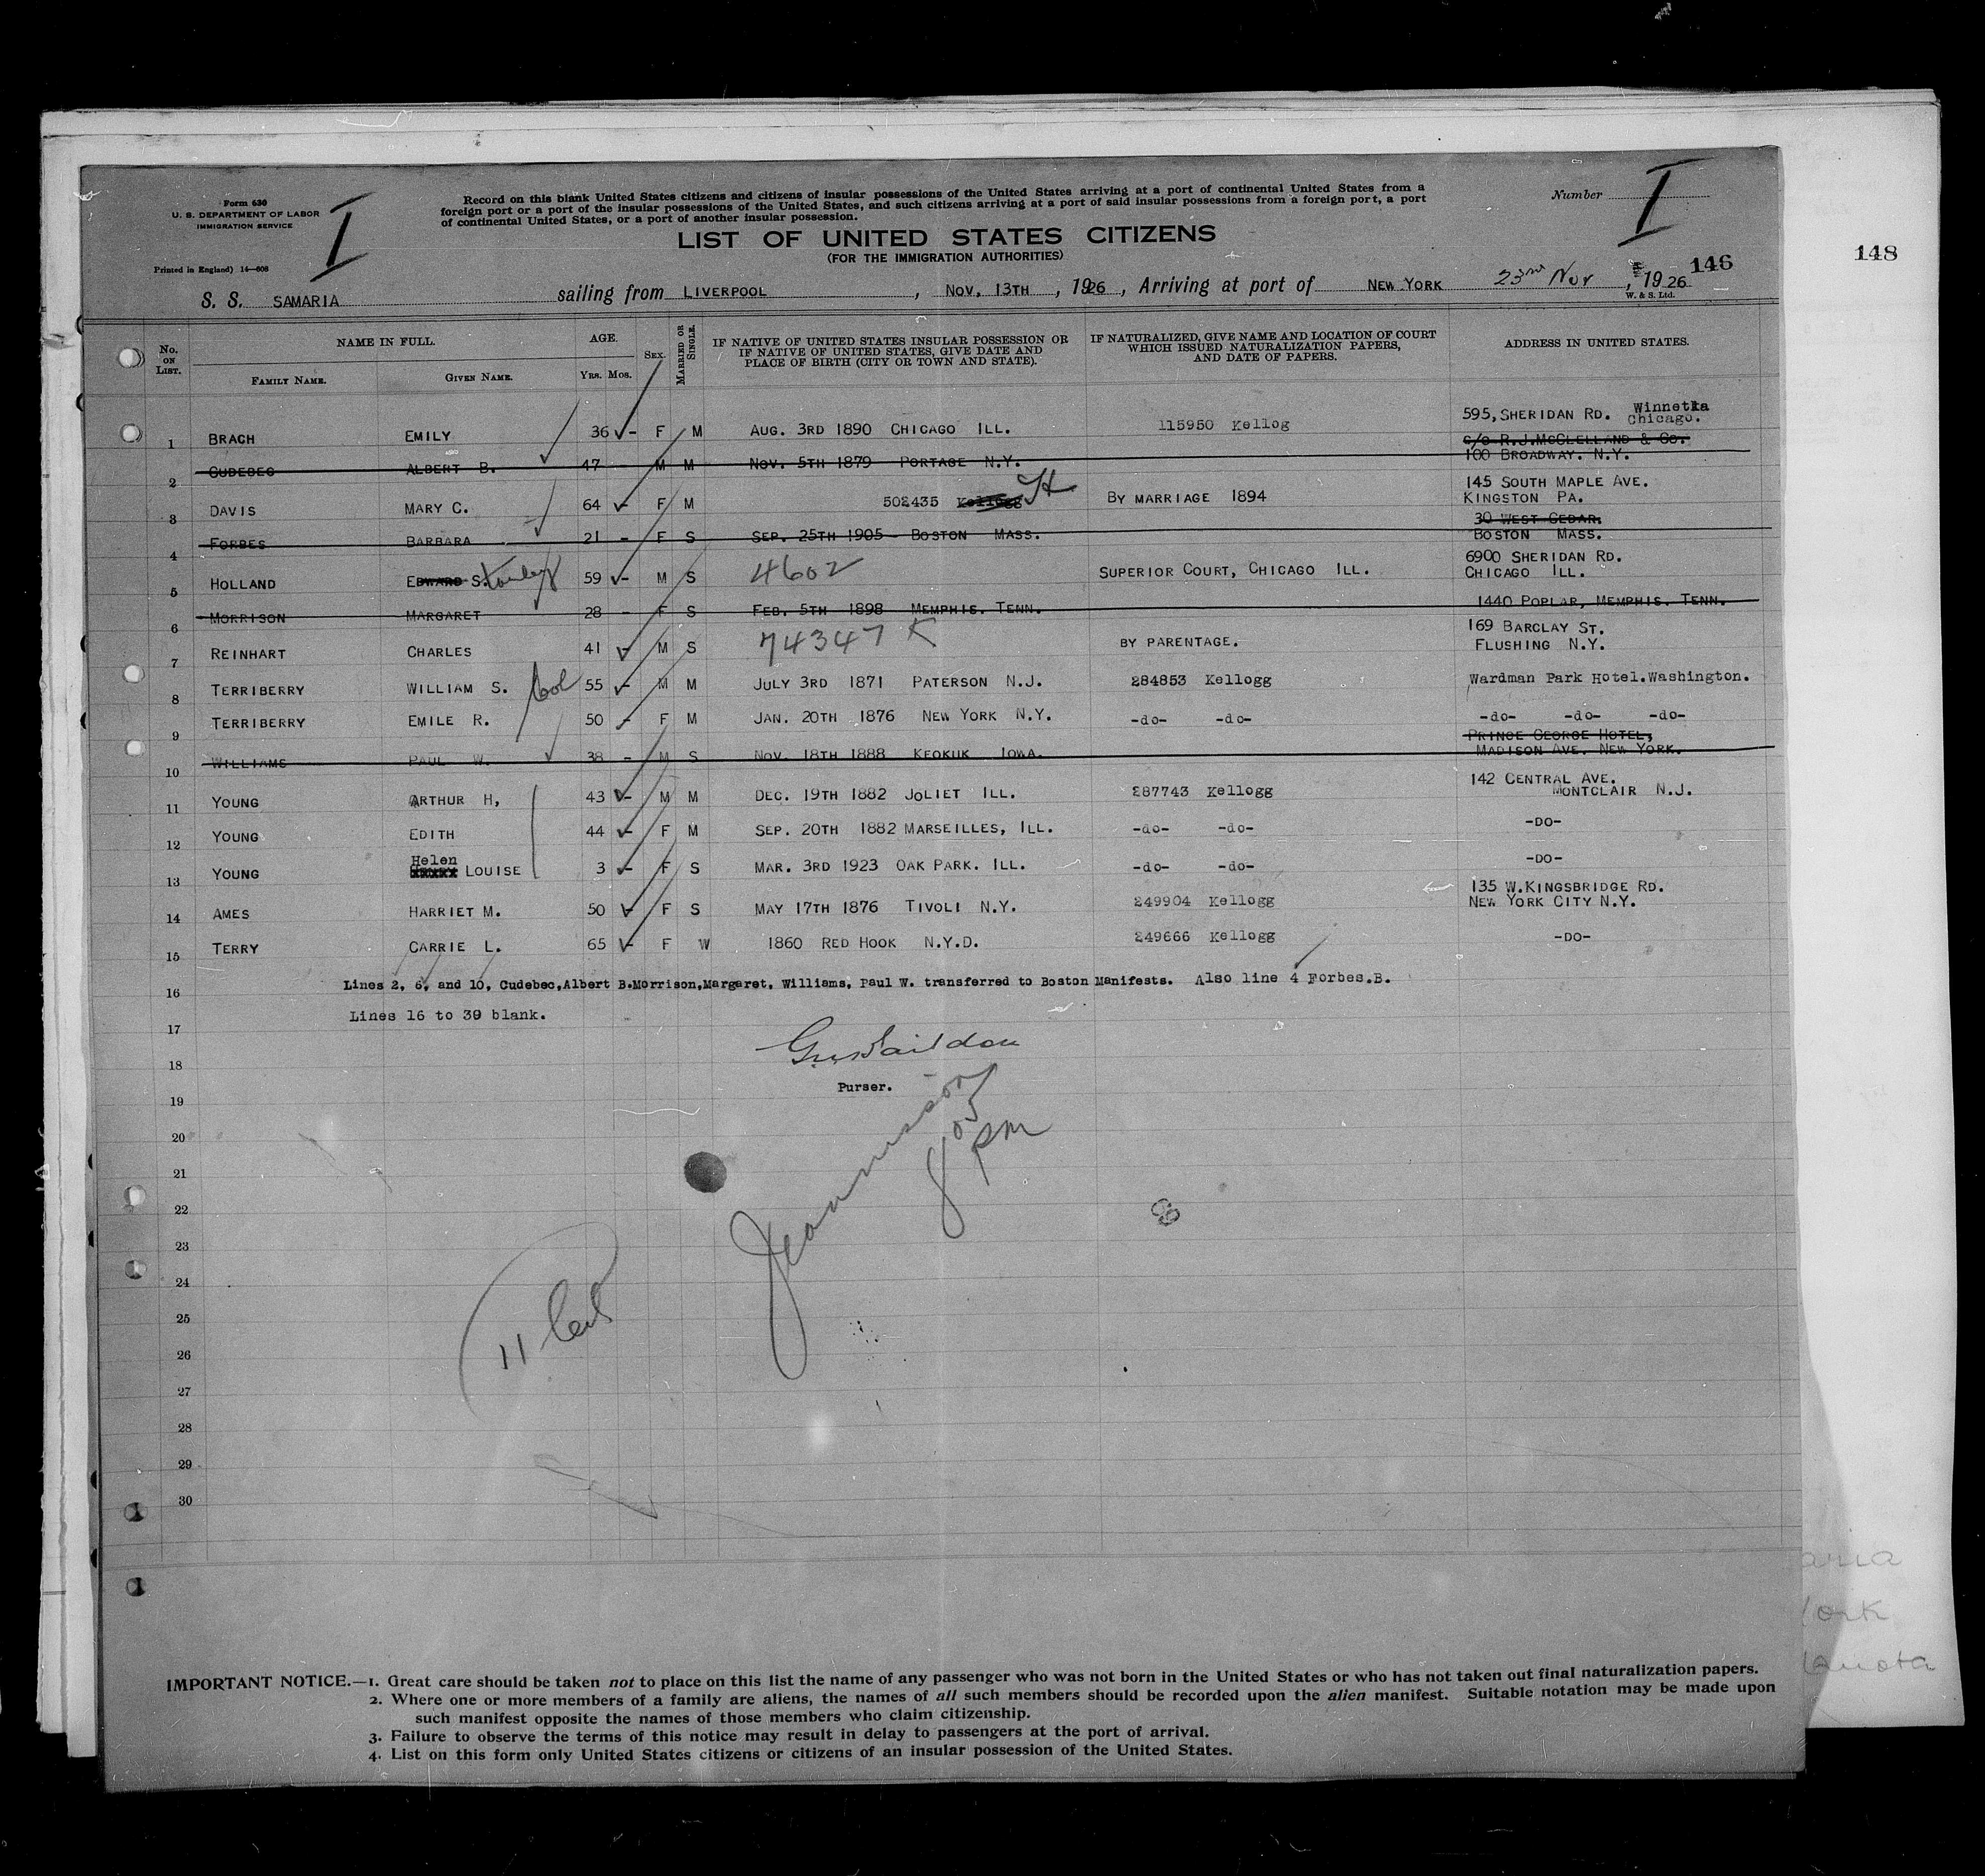 Form 630
U. S. DEPARTMENT OF LABOR
IMMIGRATION SERVICE
Printed in England) 14—608
I
Record on this blank United States citizens and citizens of insular possessions of the United States arriving at a port of continental United States from a
foreign port or a port of the insular possessions of the United States, and such citizens arriving at a port of said insular possessions from a foreign port, a port
of continental United States, or a port of another insular possession.
Number I
LIST OF UNITED STATES CITIZENS
(FOR THE IMMIGRATION AUTHORITIES)
146
148
S. S. SAMARIA sailing from LIVERPOOL, NOV. 13TH, 1926, Arriving at port of NEW YORK 23rd Nov, 1926
W. & S. Ltd.
No. ON LIST. NAME IN FULL. FAMILY NAME. GIVEN NAME. AGE. YRS. MOS. SEX. MARRIED OR SINGLE. IF NATIVE OF UNITED STATES INSULAR POSSESSION OR IF NATIVE OF UNITED STATES, GIVE DATE AND PLACE OF BIRTH (CITY OR TOWN AND STATE). IF NATURALIZED, GIVE NAME AND LOCATION OF COURT WHICH ISSUED NATURALIZATION PAPERS, AND DATE OF PAPERS. ADDRESS IN UNITED STATES.
1 BRACH EMILY 36 - F M AUG. 3RD 1890 CHICAGO ILL. 115950 Kellog 595, SHERIDAN RD. Winnetka Chicago.
2 CUDEBEC ALBERT B. 47 - M M NOV. 5TH 1879 PORTAGE N.Y. c/o R.J.MCCLELLAND & CO. 100 BROADWAY. N.Y.
3 DAVIS MARY C. 64 - F M 502435 Kellogg BY MARRIAGE 1894 145 SOUTH MAPLE AVE. KINGSTON PA.
4 FORBES BARBARA 21 - F S SEP. 25TH 1905 BOSTON MASS. 30 WEST CEDAR. BOSTON MASS.
5 HOLLAND EDWARD S. 59 - M S 4602 SUPERIOR COURT, CHICAGO ILL. 6900 SHERIDAN RD. CHICAGO ILL.
6 MORRISON MARGARET 28 - F S FEB. 5TH 1898 MEMPHIS. TENN. 1440 POPLAR, MEMPHIS. TENN.
7 REINHART CHARLES 41 - M S 74347 K BY PARENTAGE. 169 BARCLAY ST. FLUSHING N.Y.
8 TERRIBERRY WILLIAM S. Col 55 - M M JULY 3RD 1871 PATERSON N.J. 284853 Kellogg Wardman Park Hotel.Washington.
9 TERRIBERRY EMILE R. 50 - F M JAN. 20TH 1876 NEW YORK N.Y. -do- -do- -do- -do- -do-
10 WILLIAMS PAUL W. 38 - M S NOV. 18TH 1888 KEOKUK IOWA. PRINCE GEORGE HOTEL, MADISON AVE. NEW YORK.
11 YOUNG ARTHUR H, 43 - M M DEC. 19TH 1882 JOLIET ILL. 287743 Kellogg 142 CENTRAL AVE. MONTCLAIR N.J.
12 YOUNG EDITH 44 - F M SEP. 20TH 1882 MARSEILLES, ILL. -do- -do- -DO-
13 YOUNG Helen LOUISE 3 - F S MAR. 3RD 1923 OAK PARK. ILL. -do- -do- -DO-
14 AMES HARRIET M. 50 - F S MAY 17TH 1876 TIVOLI N.Y. 249904 Kellogg 135 W.KINGSBRIDGE RD. NEW YORK CITY N.Y.
15 TERRY CARRIE L. 65 - F W 1860 RED HOOK N.Y.D. 249666 Kellogg -DO-
16 Lines 2, 6, and 10, Cudebec,Albert B.Morrison,Margaret. Williams, Paul W. transferred to Boston Manifests. Also line 4 Forbes.B.
Lines 16 to 30 blank.
17
18
Purser.
19
20
8 05 PM
21
22
23
24
25
11
26
27
28
29
30
IMPORTANT NOTICE.—1. Great care should be taken not to place on this list the name of any passenger who was not born in the United States or who has not taken out final naturalization papers.
2. Where one or more members of a family are aliens, the names of all such members should be recorded upon the alien manifest. Suitable notation may be made upon
such manifest opposite the names of those members who claim citizenship.
3. Failure to observe the terms of this notice may result in delay to passengers at the port of arrival.
4. List on this form only United States citizens or citizens of an insular possession of the United States.